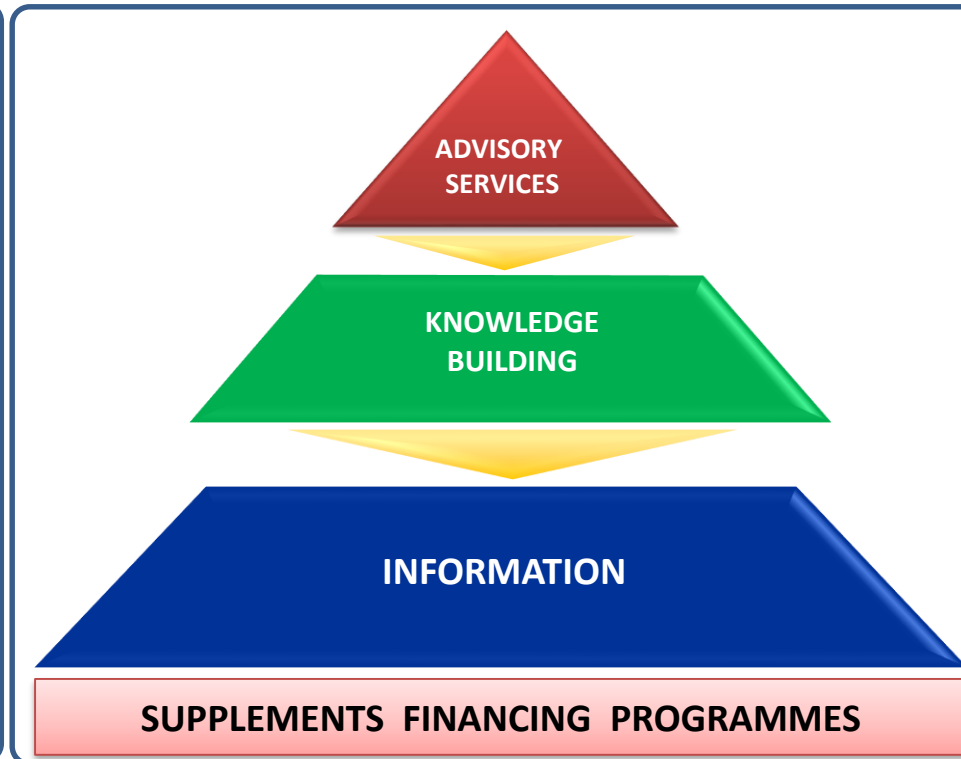 ADVISORY
SERVICES
KNOWLEDGE
BUILDING
INFORMATION
SUPPLEMENTS FINANCING PROGRAMMES